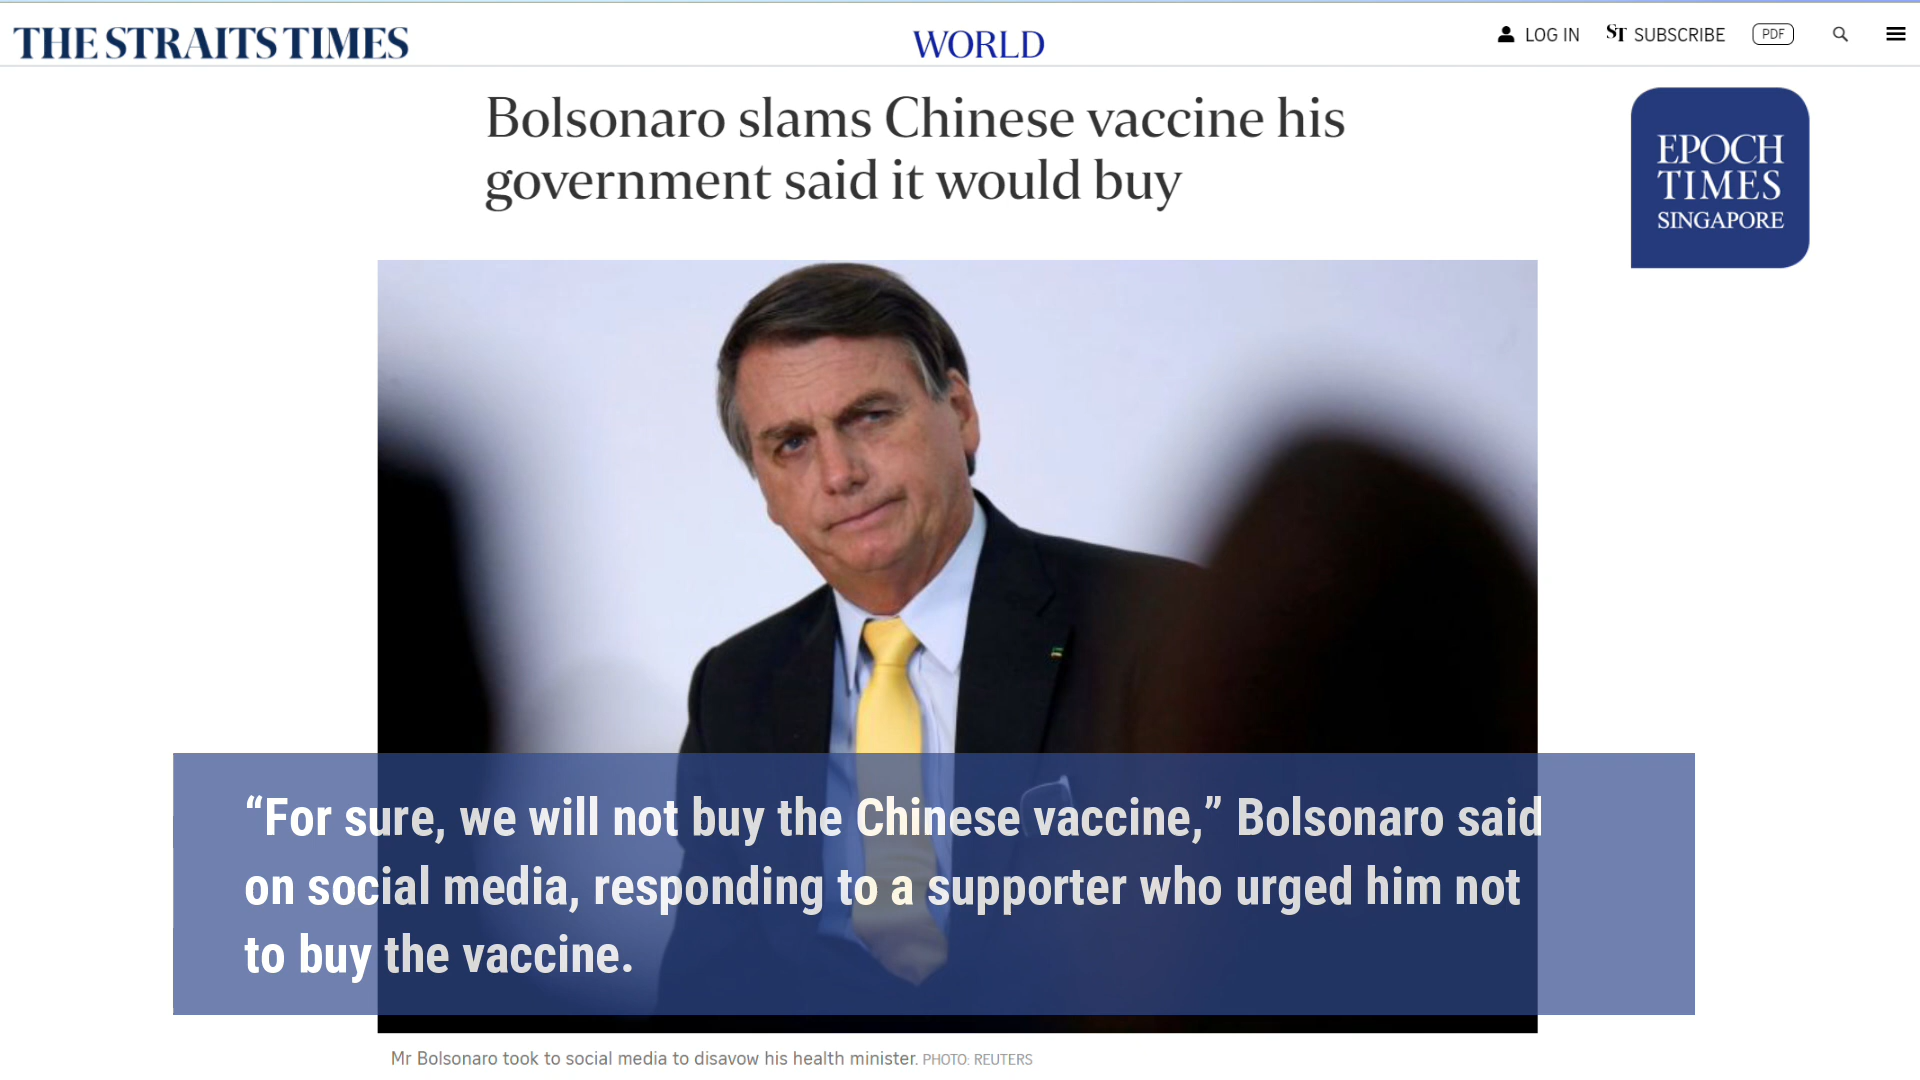 THE STRAITS TIMES
WORLD
LOG IN
ST SUBSCRIBE
PDF
Bolsonaro slams Chinese vaccine his
government said it would buy
EPOCH
TIMES
SINGAPORE
“For sure, we will not buy the Chinese vaccine,” Bolsonaro said
on social media, responding to a supporter who urged him not
to buy the vaccine.
Mr Bolsonaro took to social media to disavow his health minister. PHOTO: REUTERS